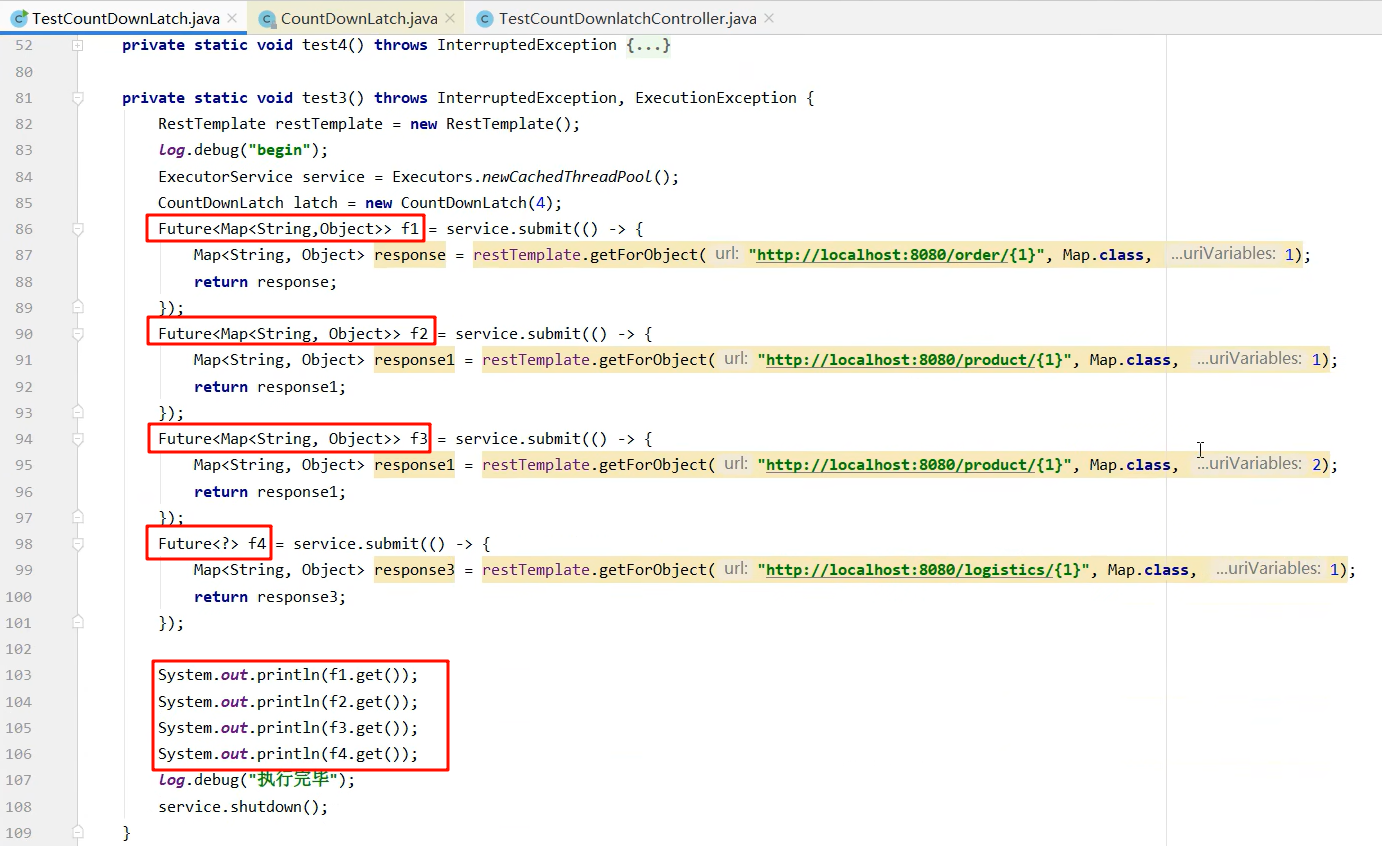 TestCountDownLatch.java × CountDownLatch.java × TestCountDownlatchController.java ×
52 private static void test4() throws InterruptedException {...}
80
81 private static void test3() throws InterruptedException, ExecutionException {
82 RestTemplate restTemplate = new RestTemplate();
83 log.debug("begin");
84 ExecutorService service = Executors.newCachedThreadPool();
85 CountDownLatch latch = new CountDownLatch(4);
86 Future<Map<String,Object>> f1 = service.submit(() -> {
87 Map<String, Object> response = restTemplate.getForObject( url: "http://localhost:8080/order/{1}", Map.class, ...uriVariables: 1);
88 return response;
89 });
90 Future<Map<String, Object>> f2 = service.submit(() -> {
91 Map<String, Object> response1 = restTemplate.getForObject( url: "http://localhost:8080/product/{1}", Map.class, ...uriVariables: 1);
92 return response1;
93 });
94 Future<Map<String, Object>> f3 = service.submit(() -> {
95 Map<String, Object> response1 = restTemplate.getForObject( url: "http://localhost:8080/product/{1}", Map.class, ...uriVariables: 2);
96 return response1;
97 });
98 Future<?> f4 = service.submit(() -> {
99 Map<String, Object> response3 = restTemplate.getForObject( url: "http://localhost:8080/logistics/{1}", Map.class, ...uriVariables: 1);
100 return response3;
101 });
102
103 System.out.println(f1.get());
104 System.out.println(f2.get());
105 System.out.println(f3.get());
106 System.out.println(f4.get());
107 log.debug("执行完毕");
108 service.shutdown();
109 }